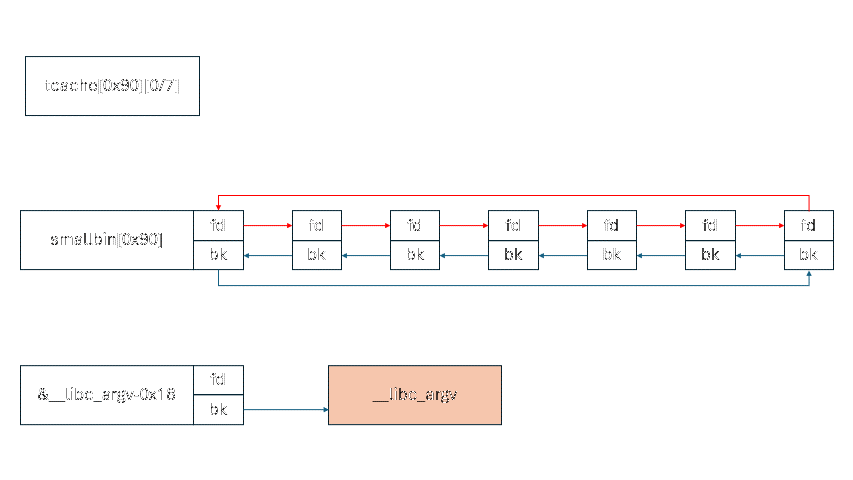 tcache[0x90][0/7]
smallbin[0x90]
fd
fd
fd
fd
fd
fd
fd
bk
bk
bk
bk
bk
bk
bk
&__libc_argv-0x18
fd
bk
__libc_argv